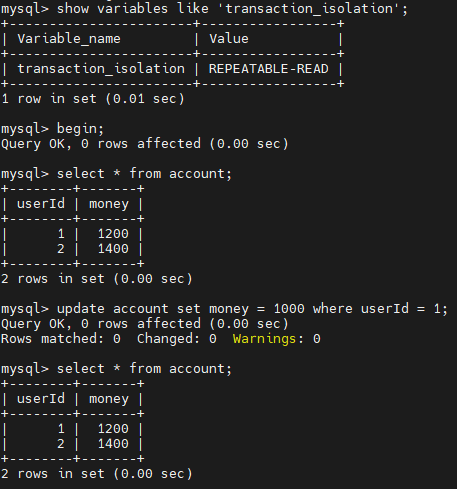 mysql> show variables like 'transaction_isolation';
+-----------------------+-----------------+
| Variable_name         | Value           |
+-----------------------+-----------------+
| transaction_isolation | REPEATABLE-READ |
+-----------------------+-----------------+
1 row in set (0.01 sec)
mysql> begin;
Query OK, 0 rows affected (0.00 sec)
mysql> select * from account;
+--------+-------+
| userId | money |
+--------+-------+
|      1 |  1200 |
|      2 |  1400 |
+--------+-------+
2 rows in set (0.00 sec)
mysql> update account set money = 1000 where userId = 1;
Query OK, 0 rows affected (0.00 sec)
Rows matched: 0  Changed: 0  Warnings: 0
mysql> select * from account;
+--------+-------+
| userId | money |
+--------+-------+
|      1 |  1200 |
|      2 |  1400 |
+--------+-------+
2 rows in set (0.00 sec)